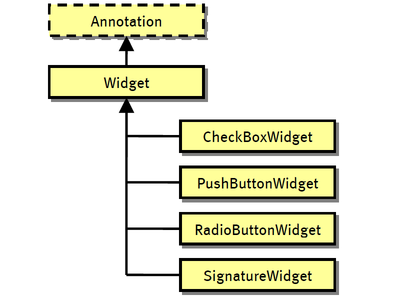 Annotation
Widget
CheckBoxWidget
PushButtonWidget
RadioButtonWidget
SignatureWidget